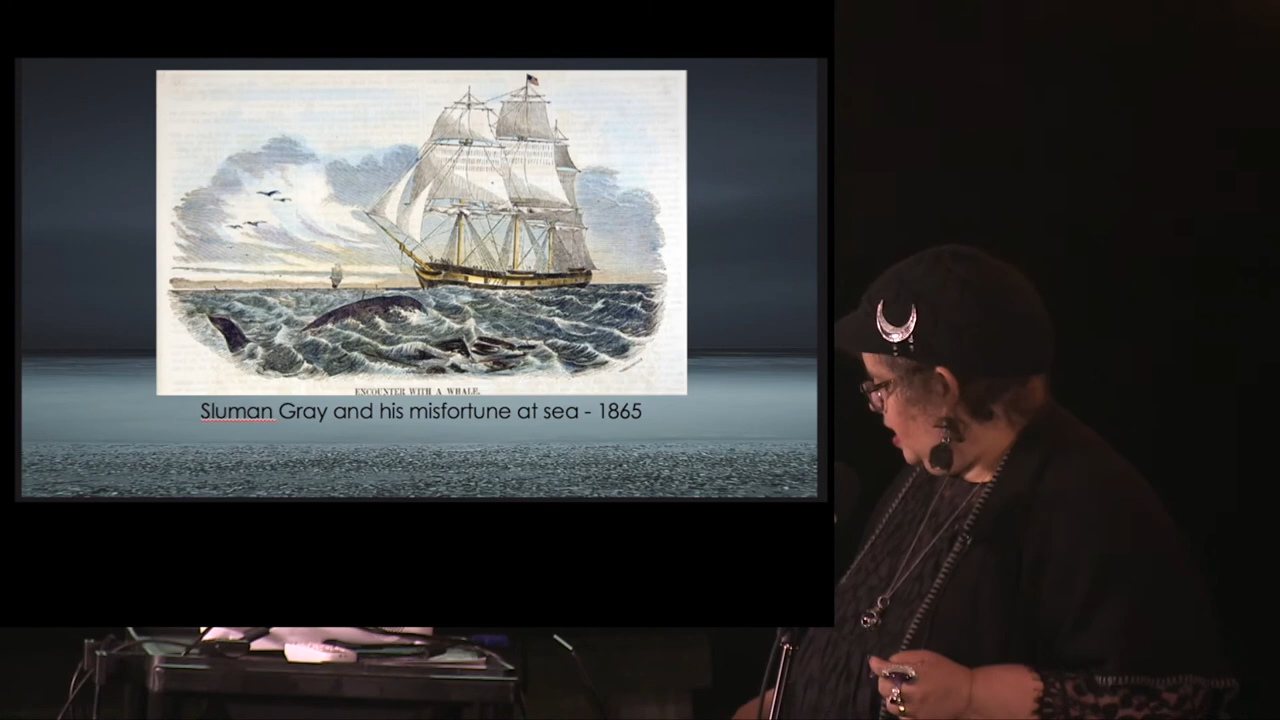 ENCOUNTER WITH A WHALE.
Sluman Gray and his misfortune at sea - 1865